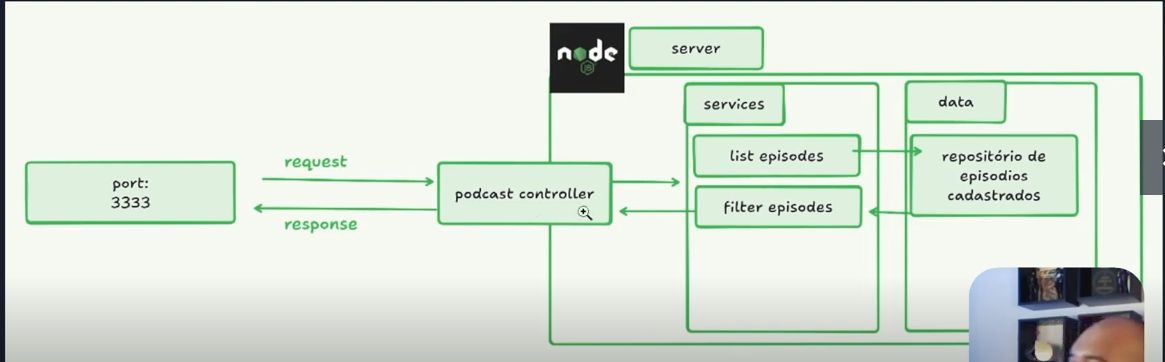 node
JS
server
services
data
list episodes
repositório de
episodios
cadastrados
request
port:
3333
podcast controller
filter episodes
response